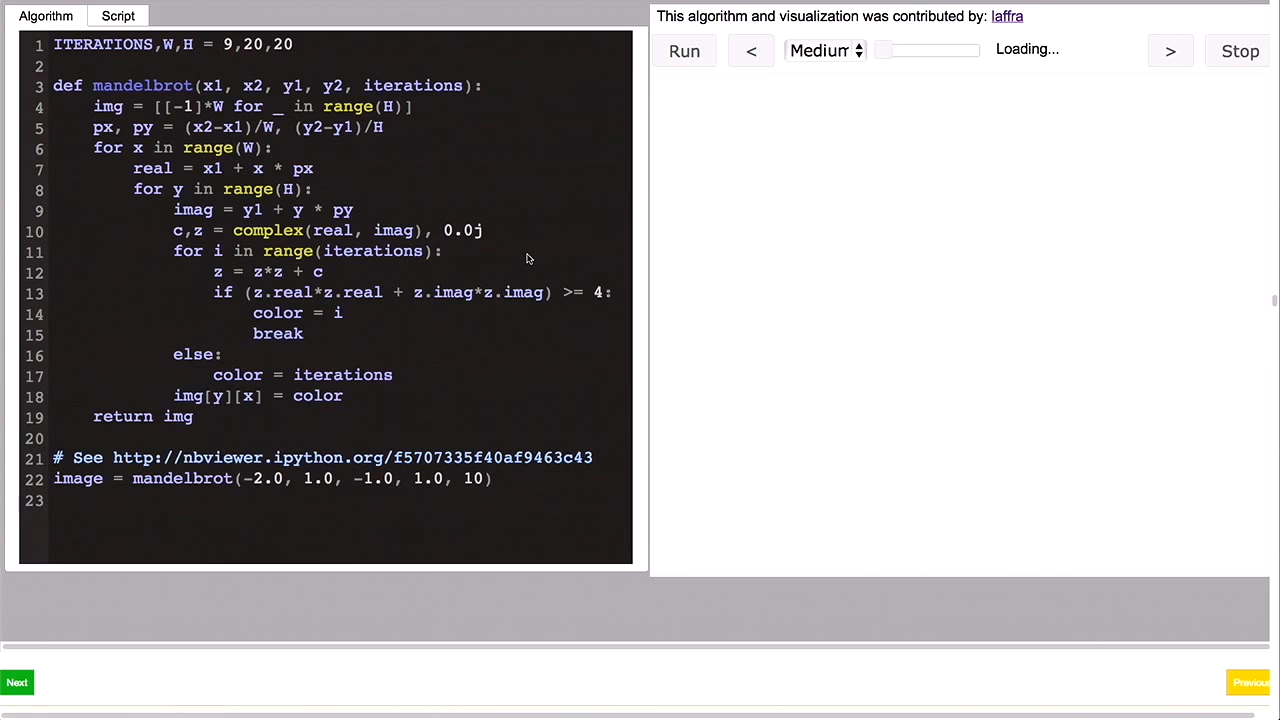 Algorithm Script
1 ITERATIONS,W,H = 9,20,20
2
3 def mandelbrot(x1, x2, y1, y2, iterations):
4     img = [[-1]*W for _ in range(H)]
5     px, py = (x2-x1)/W, (y2-y1)/H
6     for x in range(W):
7         real = x1 + x * px
8         for y in range(H):
9             imag = y1 + y * py
10             c,z = complex(real, imag), 0.0j
11             for i in range(iterations):
12                 z = z*z + c
13                 if (z.real*z.real + z.imag*z.imag) >= 4:
14                     color = i
15                     break
16             else:
17                 color = iterations
18             img[y][x] = color
19     return img
20
21 # See http://nbviewer.ipython.org/f5707335f40af9463c43
22 image = mandelbrot(-2.0, 1.0, -1.0, 1.0, 10)
23
This algorithm and visualization was contributed by: laffra
Run < Medium Loading... > Stop
Next Previous